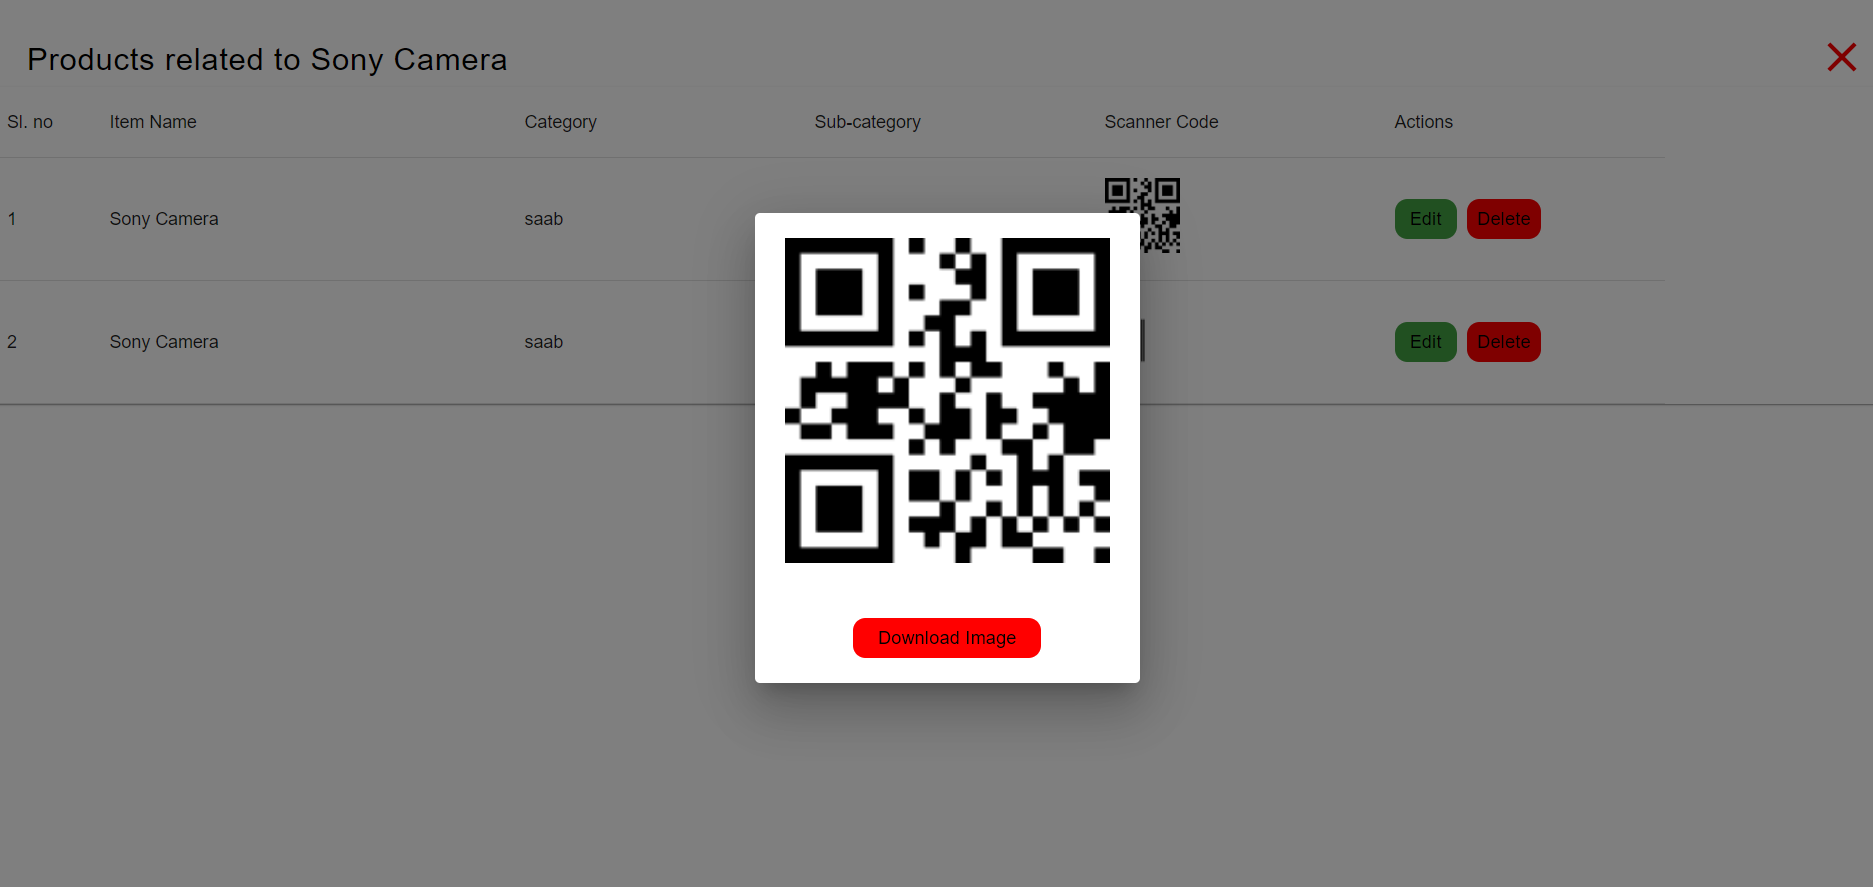 Products related to Sony Camera
Sl. no Item Name Category Sub-category Scanner Code Actions
1 Sony Camera saab Edit Delete
2 Sony Camera saab Edit Delete
Download Image